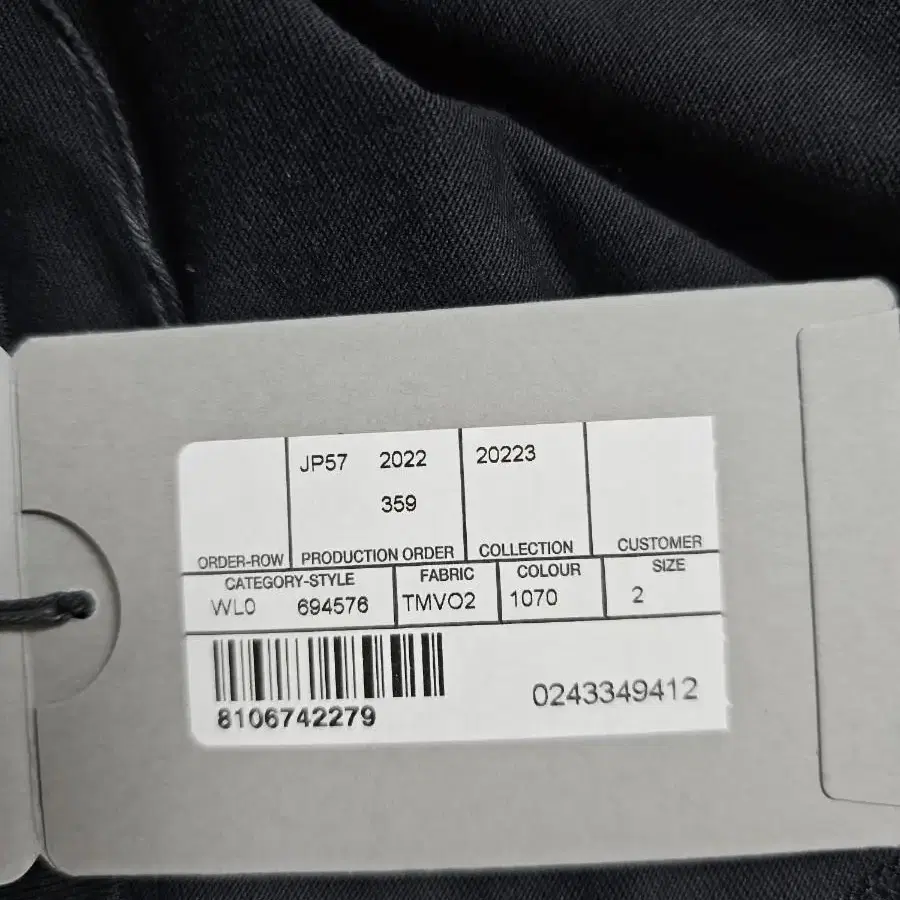 JP57 2022 20223
359
ORDER-ROW PRODUCTION ORDER COLLECTION CUSTOMER
CATEGORY-STYLE FABRIC COLOUR SIZE
WL0 694576 TMVO2 1070 2
8106742279 0243349412